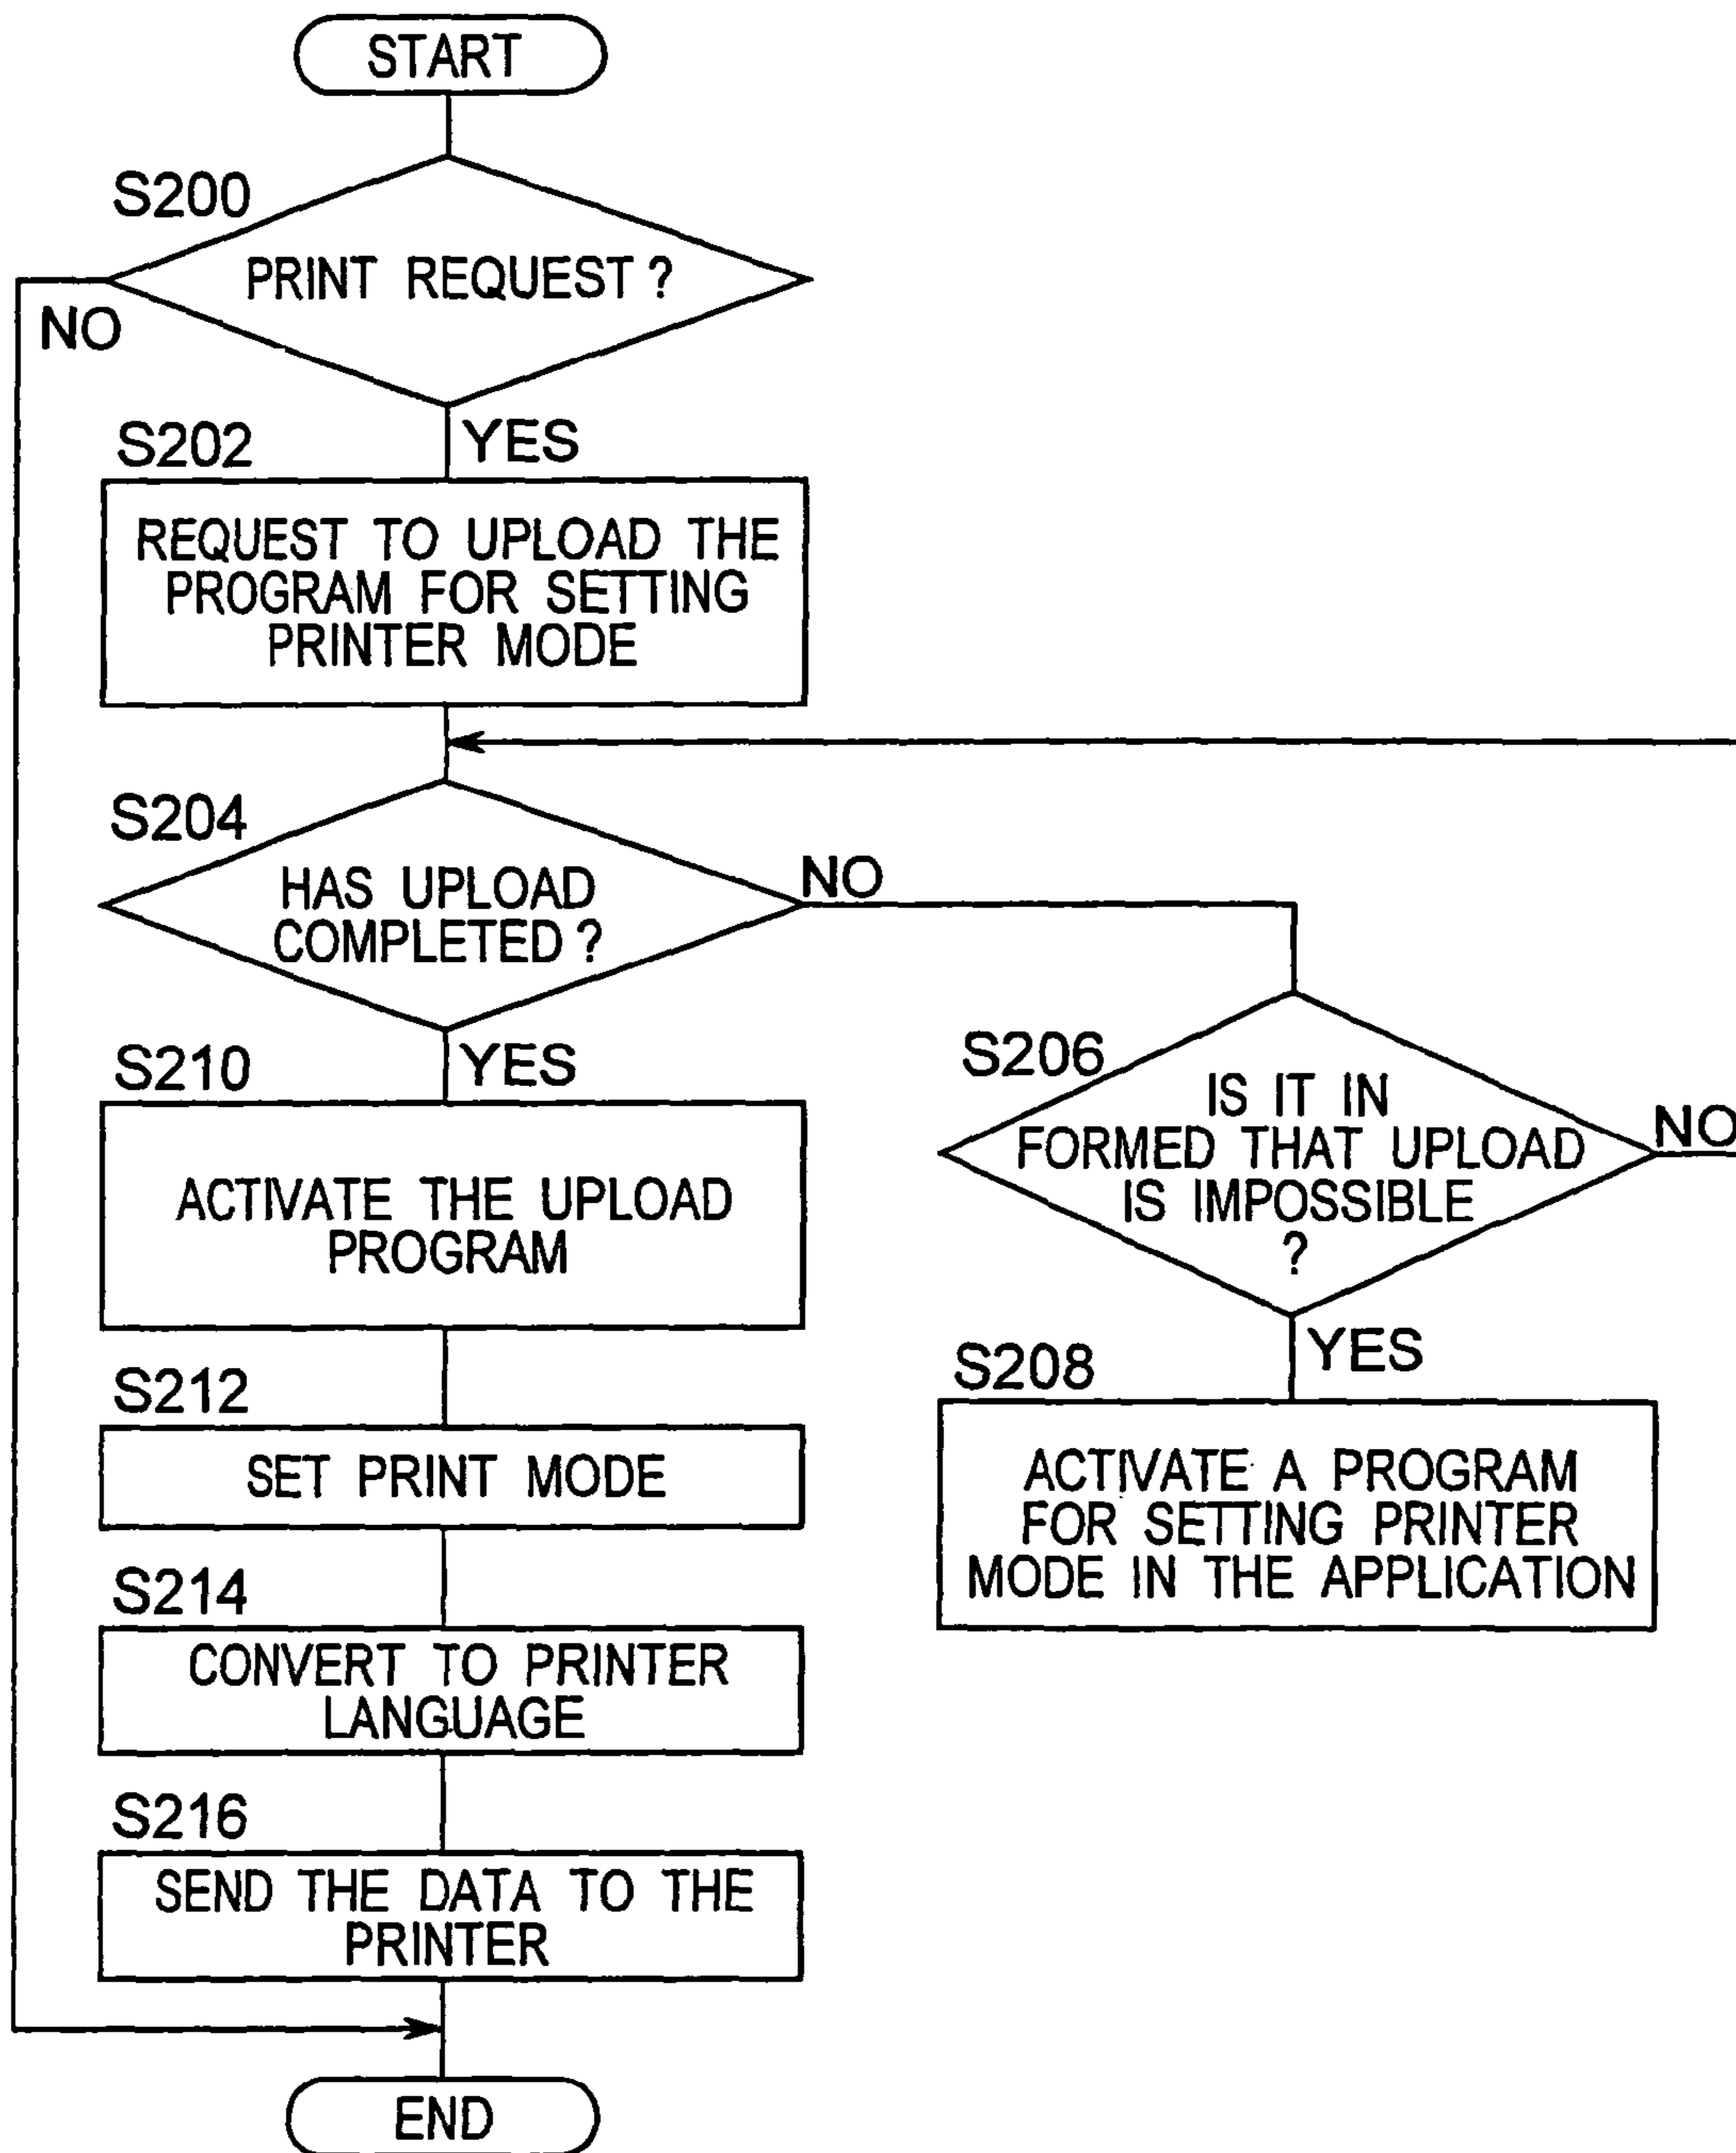 START
S200
PRINT REQUEST ?
NO
YES
S202
REQUEST TO UPLOAD THE
PROGRAM FOR SETTING
PRINTER MODE
S204
HAS UPLOAD
COMPLETED ?
NO
YES
S206
IS IT IN
FORMED THAT UPLOAD
IS IMPOSSIBLE
?
NO
YES
S208
ACTIVATE A PROGRAM
FOR SETTING PRINTER
MODE IN THE APPLICATION
S210
ACTIVATE THE UPLOAD
PROGRAM
S212
SET PRINT MODE
S214
CONVERT TO PRINTER
LANGUAGE
S216
SEND THE DATA TO THE
PRINTER
END